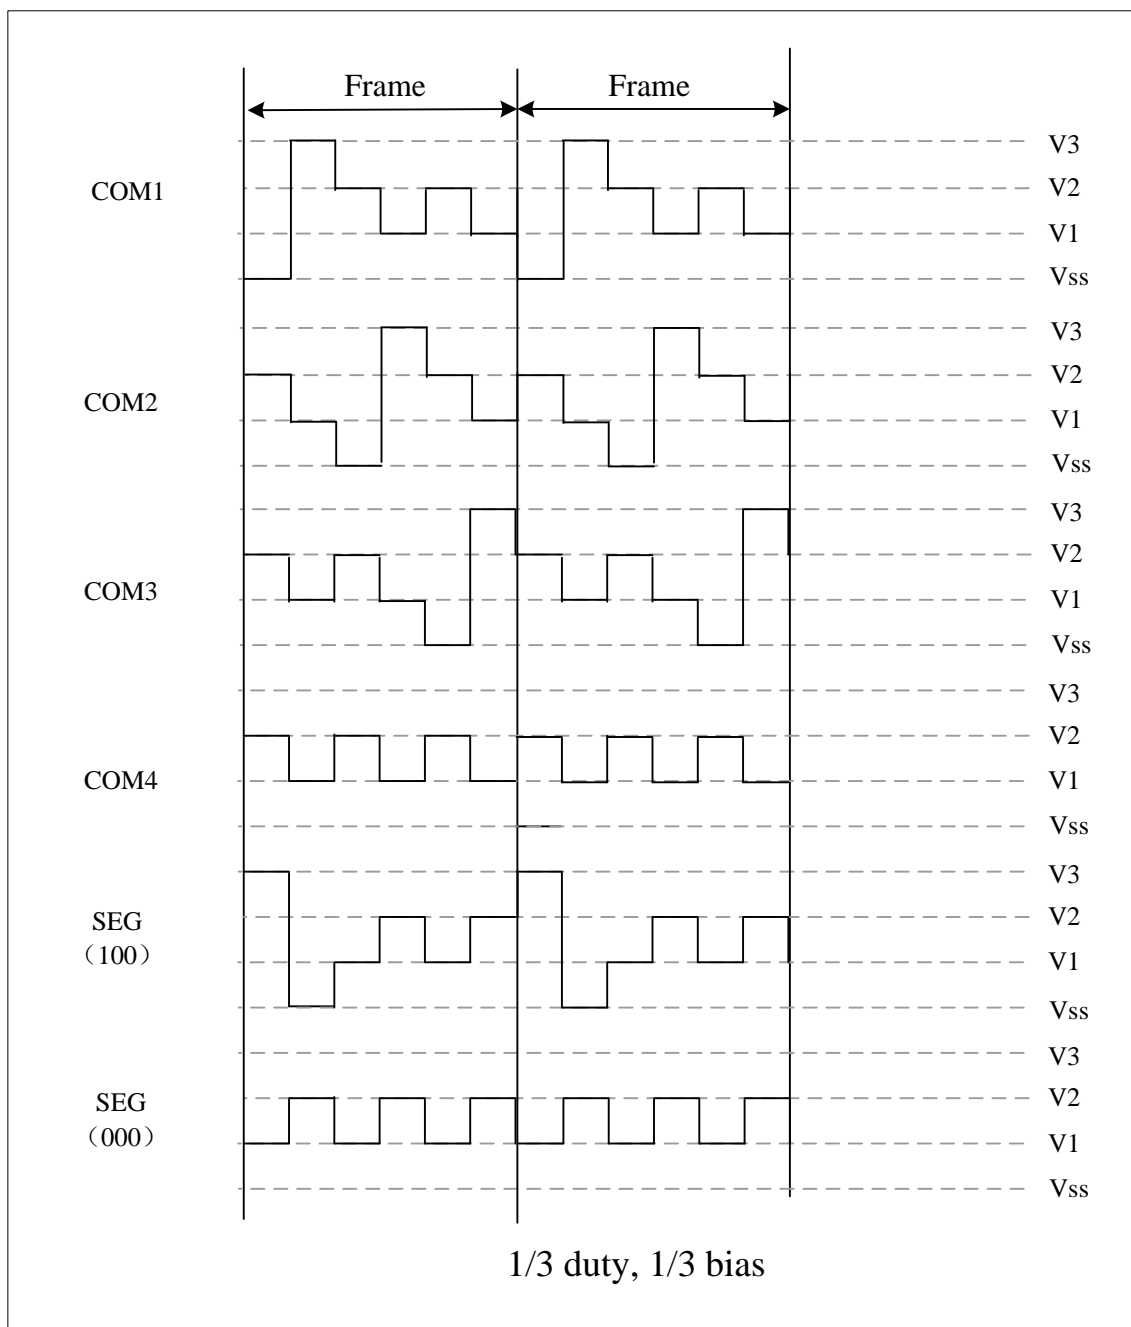 Frame Frame
V3
COM1 V2
V1
Vss
V3
V2
COM2
V1
Vss
V3
V2
COM3 V1
Vss
V3
V2
COM4 V1
Vss
V3
SEG V2
（100） V1
Vss
V3
SEG V2
（000） V1
Vss
1/3 duty, 1/3 bias